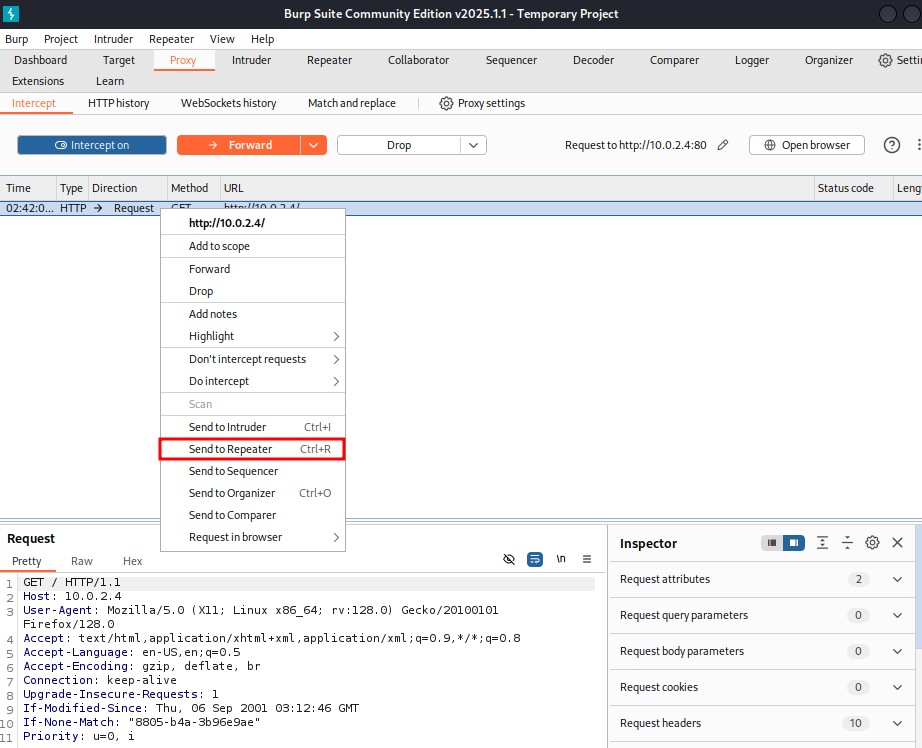 Burp Suite Community Edition v2025.1.1 - Temporary Project
Burp Project Intruder Repeater View Help
Dashboard Target Proxy Intruder Repeater Collaborator Sequencer Decoder Comparer Logger Organizer Settin
Extensions Learn
Intercept HTTP history WebSockets history Match and replace Proxy settings
Intercept on Forward Drop Request to http://10.0.2.4:80 Open browser
Time Type Direction Method URL Status code Leng
02:42:0... HTTP → Request GET http://10.0.2.4/
http://10.0.2.4/
Add to scope
Forward
Drop
Add notes
Highlight
Don't intercept requests
Do intercept
Scan
Send to Intruder Ctrl+I
Send to Repeater Ctrl+R
Send to Sequencer
Send to Organizer Ctrl+O
Send to Comparer
Request in browser
Request
Pretty Raw Hex \n
1 GET / HTTP/1.1
2 Host: 10.0.2.4
3 User-Agent: Mozilla/5.0 (X11; Linux x86_64; rv:128.0) Gecko/20100101
Firefox/128.0
4 Accept: text/html,application/xhtml+xml,application/xml;q=0.9,*/*;q=0.8
5 Accept-Language: en-US,en;q=0.5
6 Accept-Encoding: gzip, deflate, br
7 Connection: keep-alive
8 Upgrade-Insecure-Requests: 1
9 If-Modified-Since: Thu, 06 Sep 2001 03:12:46 GMT
10 If-None-Match: "8805-b4a-3b96e9ae"
11 Priority: u=0, i
Inspector
Request attributes 2
Request query parameters 0
Request body parameters 0
Request cookies 0
Request headers 10